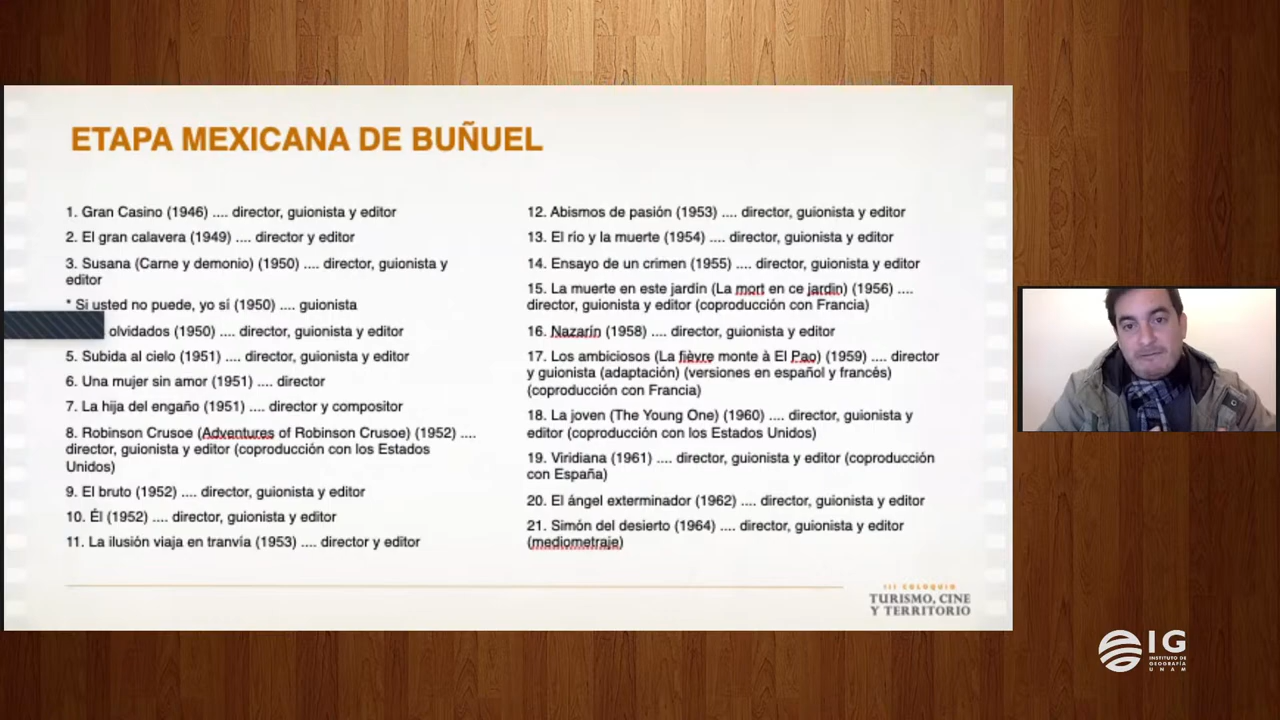 ETAPA MEXICANA DE BUÑUEL
1. Gran Casino (1946) .... director, guionista y editor
2. El gran calavera (1949) .... director y editor
3. Susana (Carne y demonio) (1950) .... director, guionista y
editor
* Si usted no puede, yo sí (1950) .... guionista
olvidados (1950) .... director, guionista y editor
5. Subida al cielo (1951) .... director, guionista y editor
6. Una mujer sin amor (1951) .... director
7. La hija del engaño (1951) .... director y compositor
8. Robinson Crusoe (Adventures of Robinson Crusoe) (1952) ....
director, guionista y editor (coproducción con los Estados
Unidos)
9. El bruto (1952) .... director, guionista y editor
10. Él (1952) .... director, guionista y editor
11. La ilusión viaja en tranvía (1953) .... director y editor
12. Abismos de pasión (1953) .... director, guionista y editor
13. El río y la muerte (1954) .... director, guionista y editor
14. Ensayo de un crimen (1955) .... director, guionista y editor
15. La muerte en este jardín (La mort en ce jardin) (1956) ....
director, guionista y editor (coproducción con Francia)
16. Nazarín (1958) .... director, guionista y editor
17. Los ambiciosos (La fièvre monte à El Pao) (1959) .... director
y guionista (adaptación) (versiones en español y francés)
(coproducción con Francia)
18. La joven (The Young One) (1960) .... director, guionista y
editor (coproducción con los Estados Unidos)
19. Viridiana (1961) .... director, guionista y editor (coproducción
con España)
20. El ángel exterminador (1962) .... director, guionista y editor
21. Simón del desierto (1964) .... director, guionista y editor
(mediometraje)
III COLOQUIO
TURISMO, CINE
Y TERRITORIO
IG
INSTITUTO DE
GEOGRAFÍA
UNAM